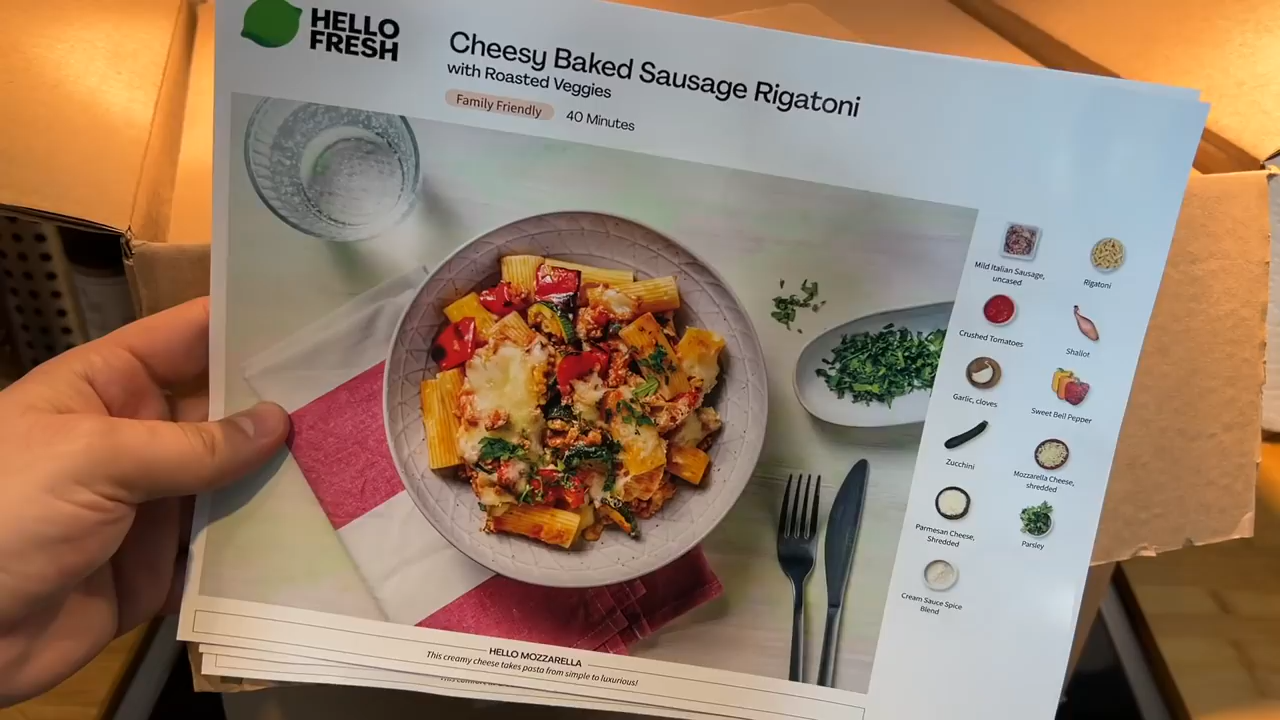 HELLO
FRESH
Cheesy Baked Sausage Rigatoni
with Roasted Veggies
Family Friendly
40 Minutes
Mild Italian Sausage,
uncased
Rigatoni
Crushed Tomatoes
Shallot
Garlic, cloves
Sweet Bell Pepper
Zucchini
Mozzarella Cheese,
shredded
Parmesan Cheese,
Shredded
Parsley
Cream Sauce Spice
Blend
HELLO MOZZARELLA
This creamy cheese takes pasta from simple to luxurious!